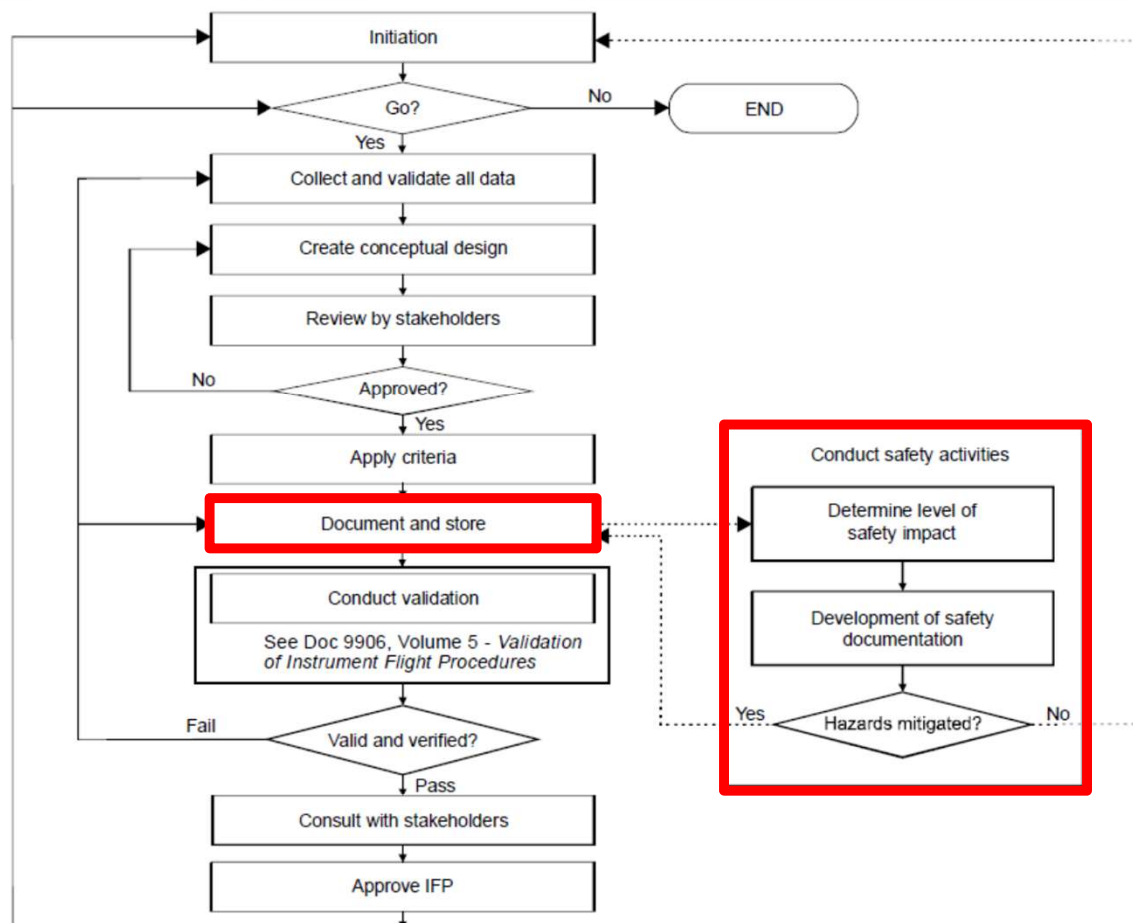 Initiation
Go?
No
END
Yes
Collect and validate all data
Create conceptual design
Review by stakeholders
No
Approved?
Yes
Apply criteria
Document and store
Conduct validation
See Doc 9906, Volume 5 - Validation
of Instrument Flight Procedures
Fail
Valid and verified?
Pass
Consult with stakeholders
Approve IFP
Conduct safety activities
Determine level of
safety impact
Development of safety
documentation
Yes
Hazards mitigated?
No